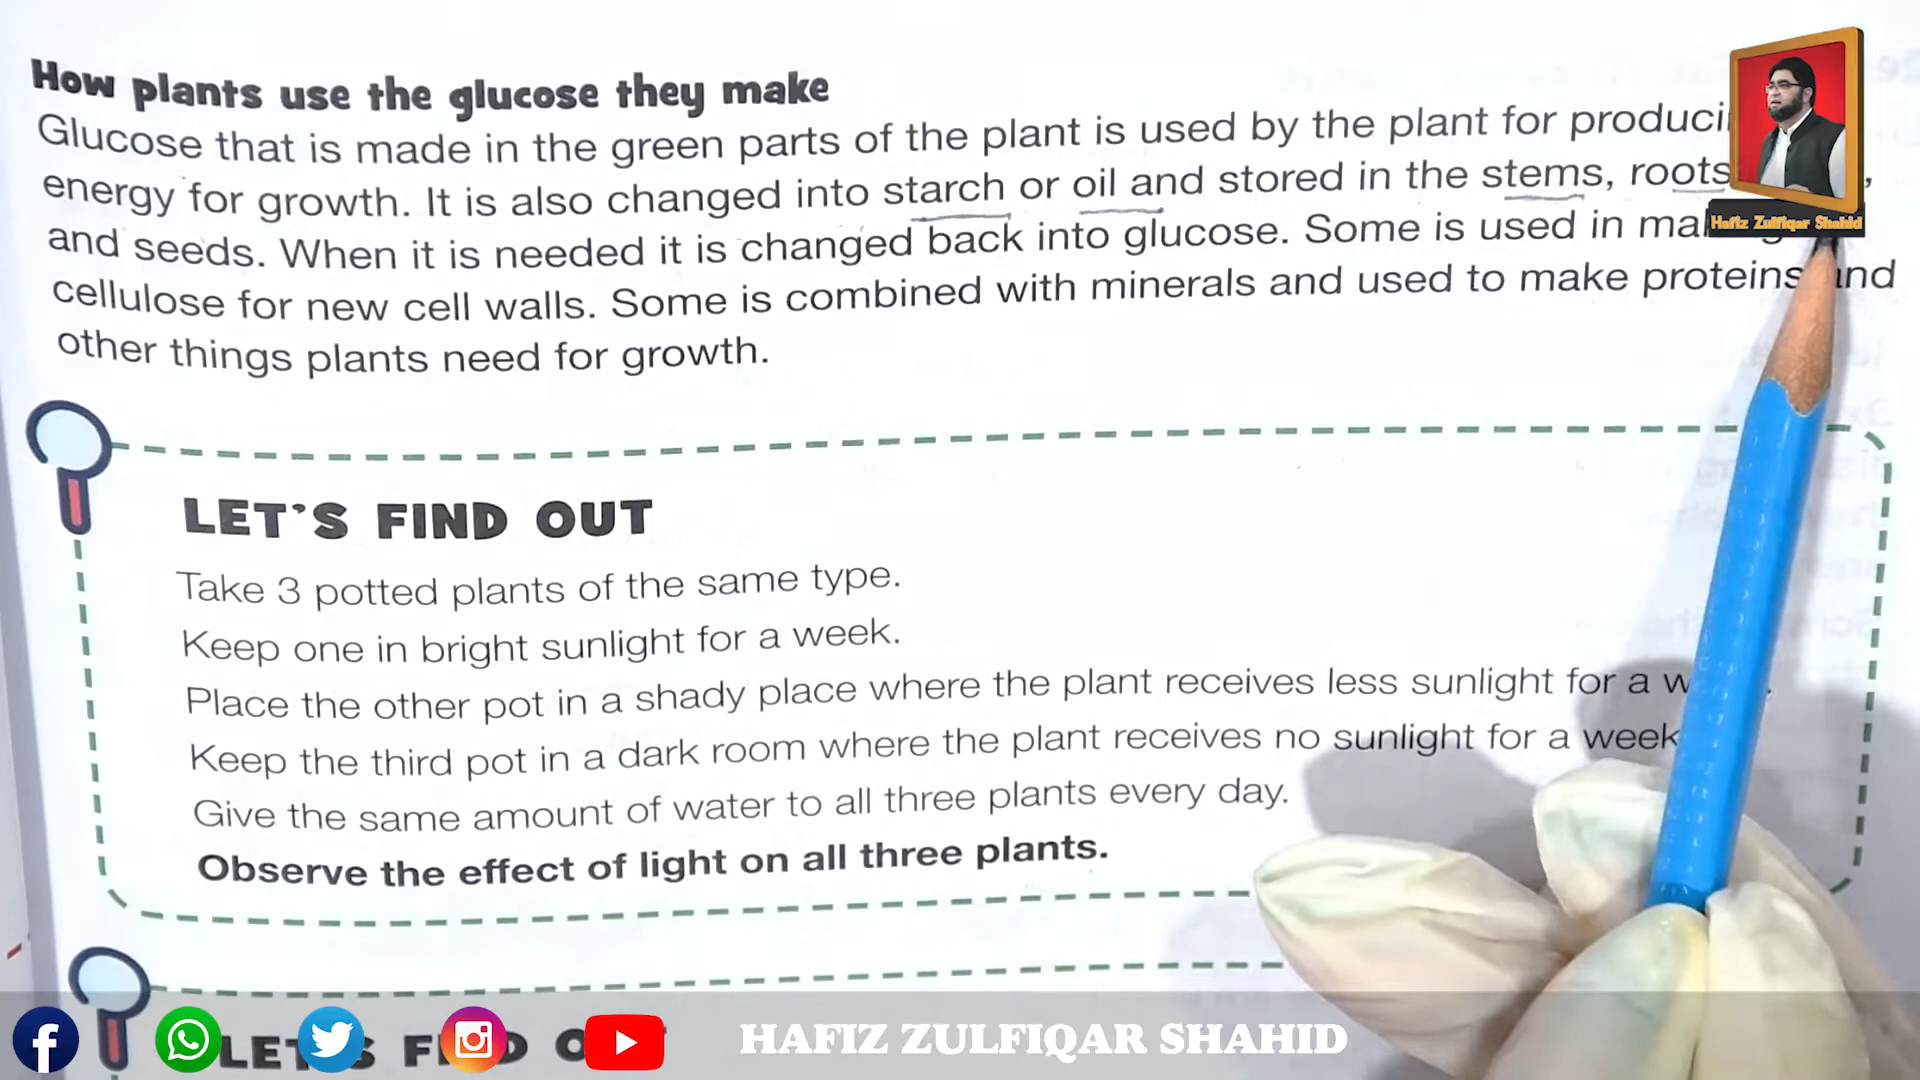 How plants use the glucose they make
Glucose that is made in the green parts of the plant is used by the plant for
energy for growth. It is also changed into starch or oil and stored in the stems, roots
and seeds. When it is needed it is changed back into glucose. Some is used in
cellulose for new cell walls. Some is combined with minerals and used to make proteins and
other things plants need for growth.
Hafiz Zulfiqar Shahid
LET'S FIND OUT
Take 3 potted plants of the same type.
Keep one in bright sunlight for a week.
Place the other pot in a shady place where the plant receives less sunlight for a
Keep the third pot in a dark room where the plant receives no sunlight for a week
Give the same amount of water to all three plants every day.
Observe the effect of light on all three plants.
HAFIZ ZULFIQAR SHAHID